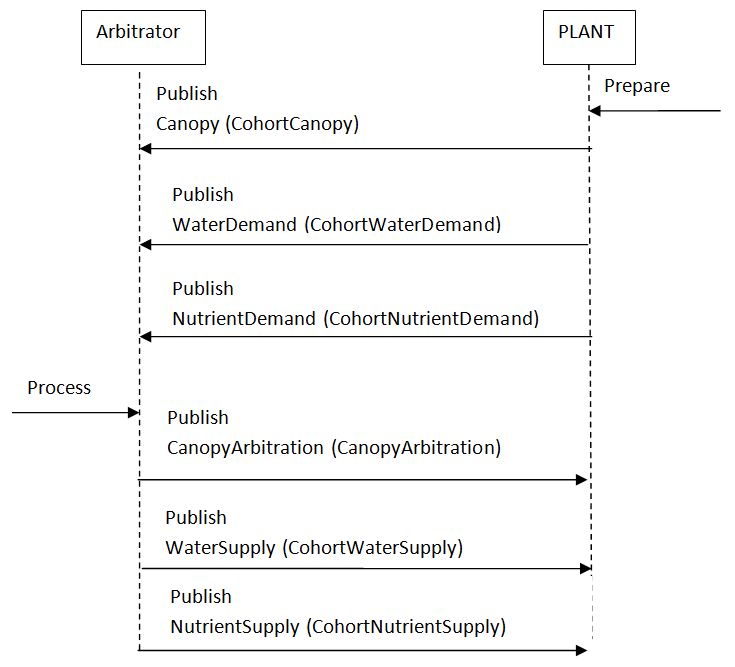 Arbitrator
PLANT
Prepare
Publish
Canopy (CohortCanopy)
Publish
WaterDemand (CohortWaterDemand)
Publish
NutrientDemand (CohortNutrientDemand)
Process
Publish
CanopyArbitration (CanopyArbitration)
Publish
WaterSupply (CohortWaterSupply)
Publish
NutrientSupply (CohortNutrientSupply)